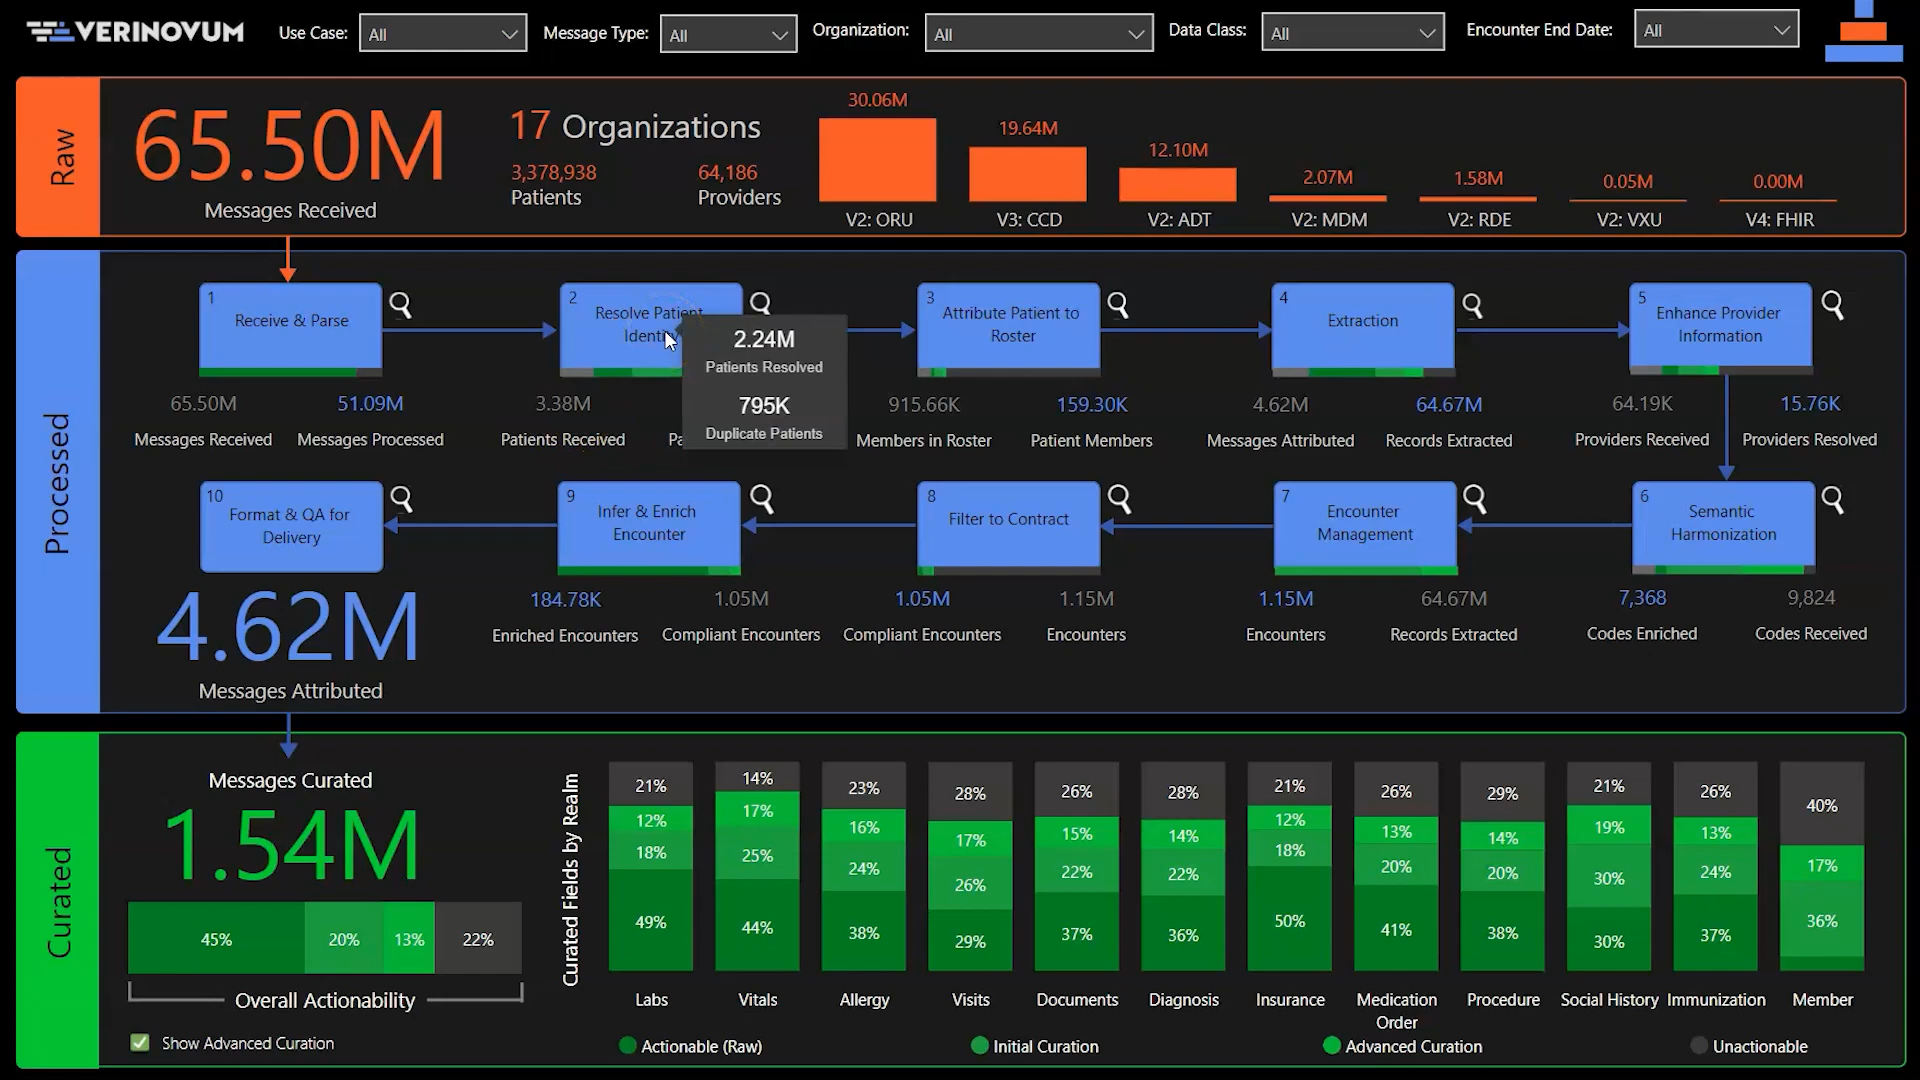 VERINOVUM
Use Case:
All
Message Type:
All
Organization:
All
Data Class:
All
Encounter End Date:
All
Raw
65.50M
Messages Received
17 Organizations
3,378,938
Patients
64,186
Providers
30.06M
V2: ORU
19.64M
V3: CCD
12.10M
V2: ADT
2.07M
V2: MDM
1.58M
V2: RDE
0.05M
V2: VXU
0.00M
V4: FHIR
Processed
1
Receive & Parse
65.50M
Messages Received
51.09M
Messages Processed
2
Resolve Patient
3.38M
Patients Received
2.24M
Patients Resolved
795K
Duplicate Patients
3
Attribute Patient to
Roster
915.66K
Members in Roster
159.30K
Patient Members
4
Extraction
4.62M
Messages Attributed
64.67M
Records Extracted
5
Enhance Provider
Information
64.19K
Providers Received
15.76K
Providers Resolved
10
Format & QA for
Delivery
4.62M
Messages Attributed
9
Infer & Enrich
Encounter
184.78K
Enriched Encounters
1.05M
Compliant Encounters
8
Filter to Contract
1.05M
Compliant Encounters
1.15M
Encounters
7
Encounter
Management
1.15M
Encounters
64.67M
Records Extracted
6
Semantic
Harmonization
7,368
Codes Enriched
9,824
Codes Received
Curated
Messages Curated
1.54M
45%
20%
13%
22%
Overall Actionability
Show Advanced Curation
Curated Fields by Realm
21%
12%
18%
49%
Labs
14%
17%
25%
44%
Vitals
23%
16%
24%
38%
Allergy
28%
17%
26%
29%
Visits
26%
15%
22%
37%
Documents
28%
14%
22%
36%
Diagnosis
21%
12%
18%
50%
Insurance
26%
13%
20%
41%
Medication
Order
29%
14%
20%
38%
Procedure
21%
19%
30%
30%
Social History
26%
13%
24%
37%
Immunization
40%
17%
36%
Member
Actionable (Raw)
Initial Curation
Advanced Curation
Unactionable